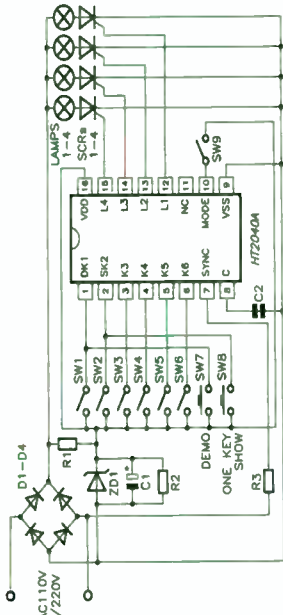 LAMPS
1-4
SCRs
1-4
16
15
14
13
12
11
10
9
VDD
L4
L3
L2
L1
NC
MODE
VSS
SW9
HT2040A
DK1
SK2
K3
K4
K5
K6
SYNC
C
1
2
3
4
5
6
7
8
C2
SW1
SW2
SW3
SW4
SW5
SW6
SW7
SW8
DEMO
ONE KEY
SHOW
D1-D4
R1
ZD1
C1
+
R2
R3
AC110V
/220V